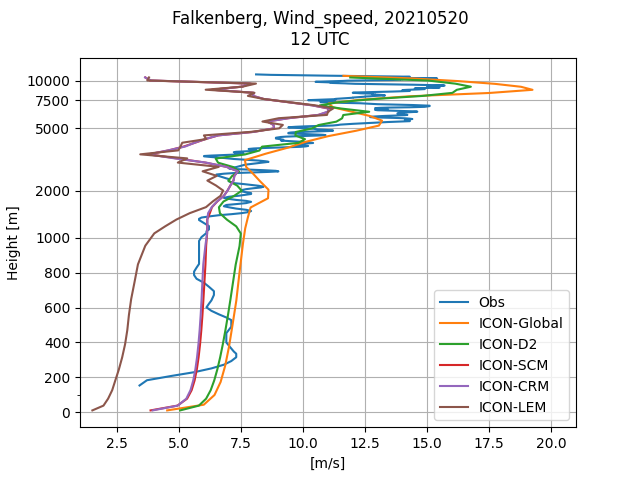 Falkenberg, Wind_speed, 20210520
12 UTC
10000
7500
5000
2000
1000
800
600
400
200
0
Height [m]
2.5 5.0 7.5 10.0 12.5 15.0 17.5 20.0
[m/s]
Obs
ICON-Global
ICON-D2
ICON-SCM
ICON-CRM
ICON-LEM